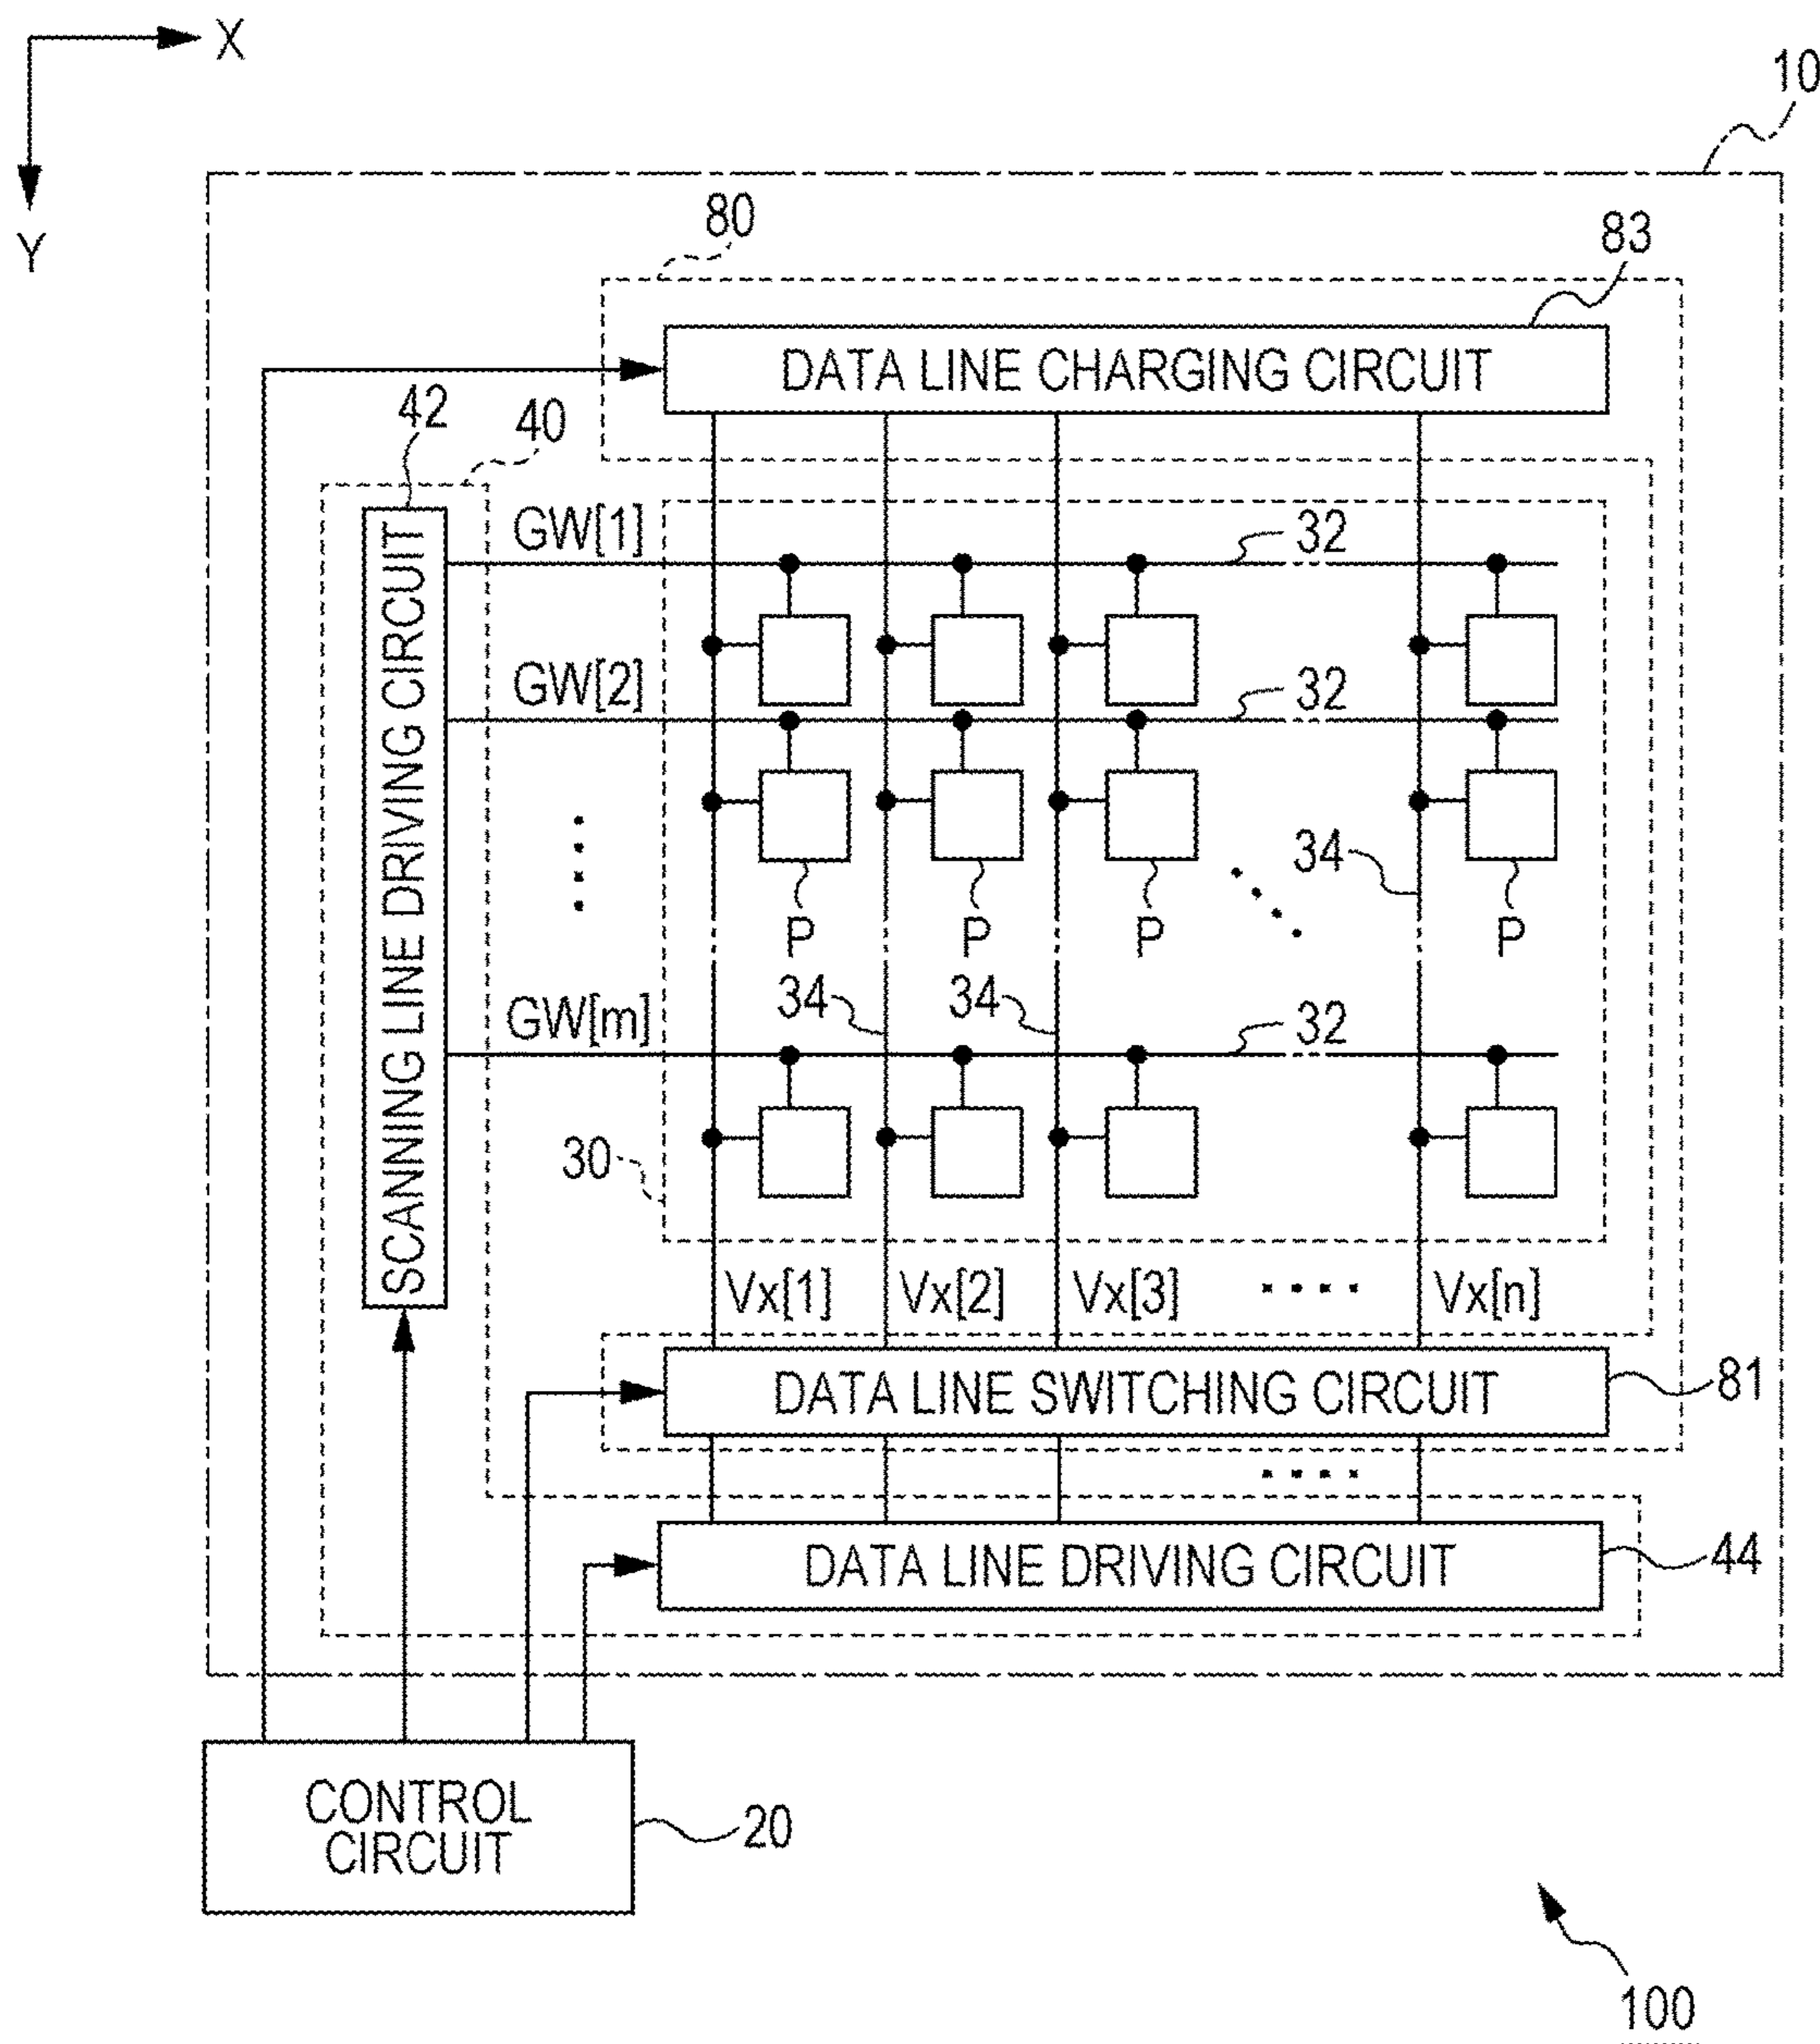 X
10
Y
80
83
DATA LINE CHARGING CIRCUIT
42
40
SCANNING LINE DRIVING CIRCUIT
GW[1]
32
GW[2]
32
34
P
P
P
P
34
34
GW[m]
32
30
Vx[1]
Vx[2]
Vx[3]
Vx[n]
DATA LINE SWITCHING CIRCUIT
81
DATA LINE DRIVING CIRCUIT
44
CONTROL
CIRCUIT
20
100